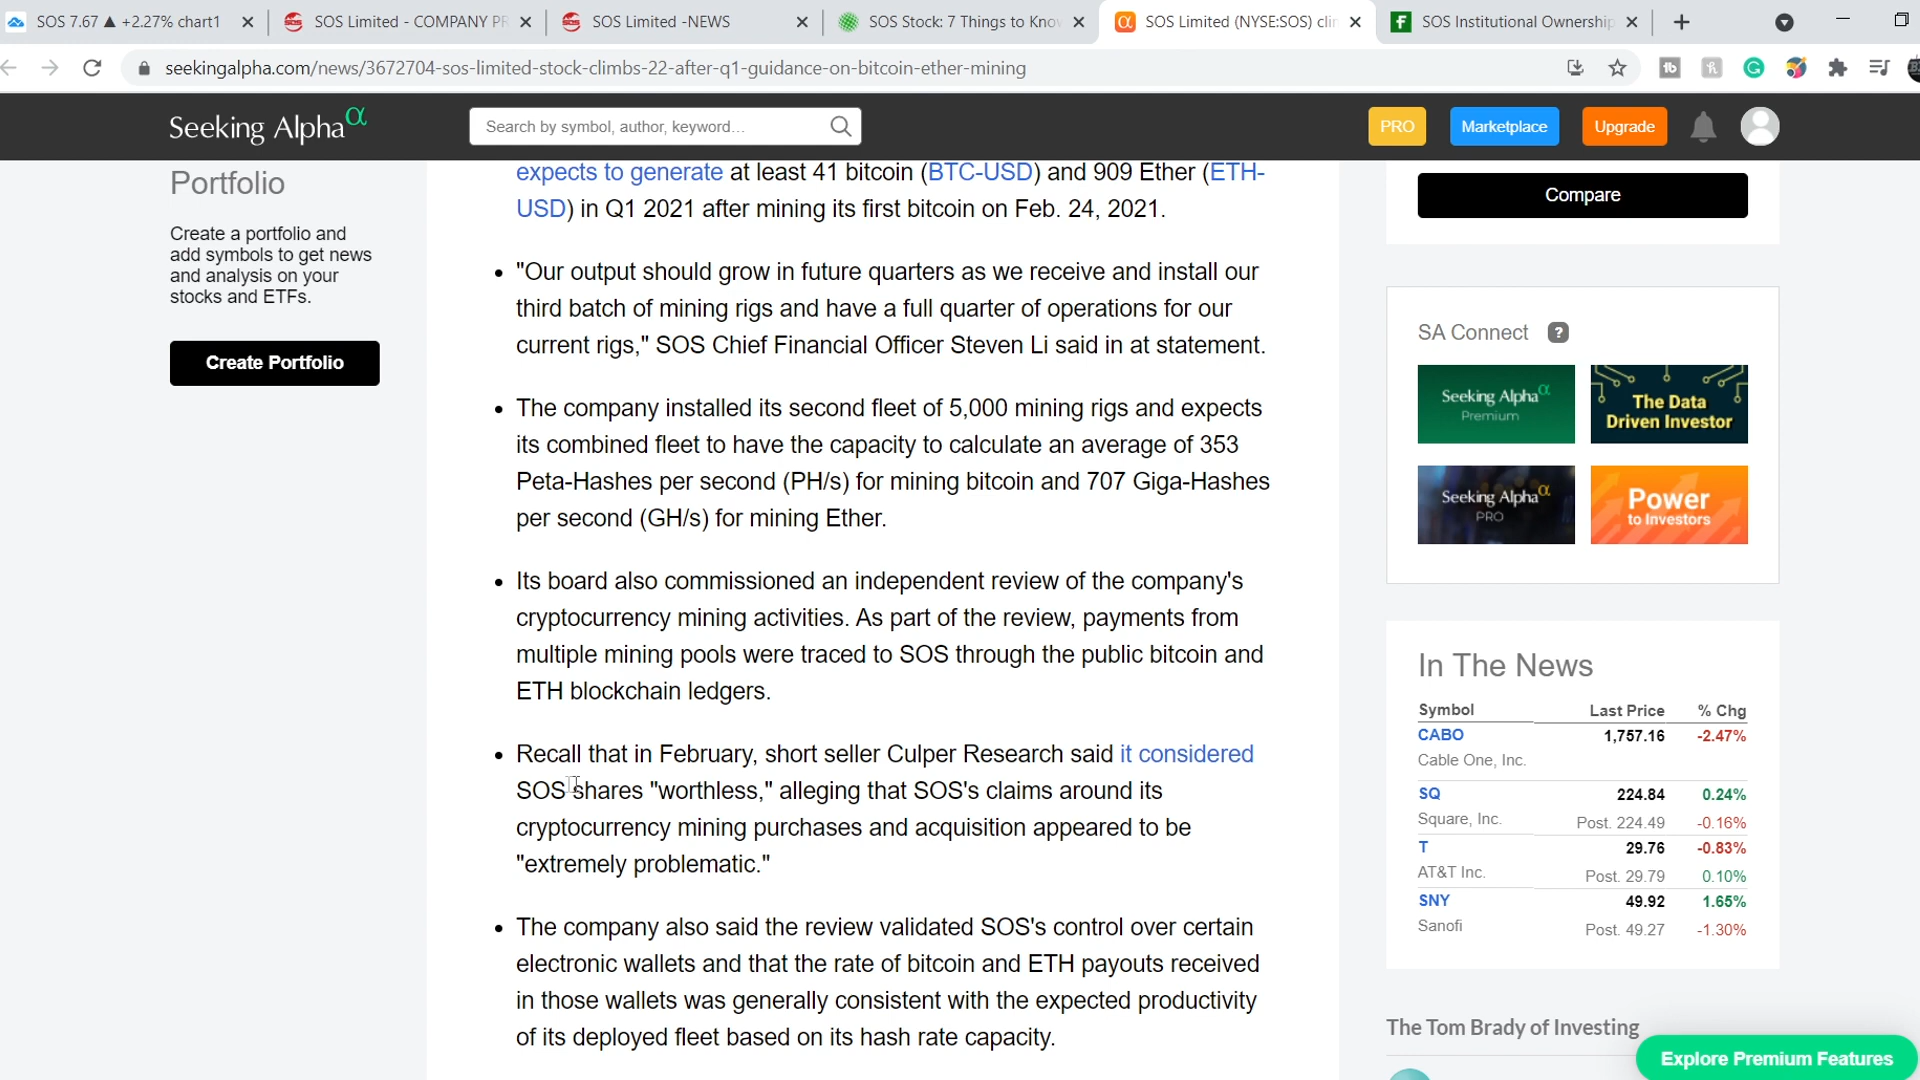 SOS 7.67 ▲ +2.27% chart1
SOS Limited - COMPANY PR
SOS Limited -NEWS
SOS Stock: 7 Things to Know
SOS Limited (NYSE:SOS) clim
SOS Institutional Ownership
seekingalpha.com/news/3672704-sos-limited-stock-climbs-22-after-q1-guidance-on-bitcoin-ether-mining
Seeking Alpha α
Search by symbol, author, keyword...
PRO
Marketplace
Upgrade
Portfolio
Create a portfolio and
add symbols to get news
and analysis on your
stocks and ETFs.
Create Portfolio
expects to generate at least 41 bitcoin (BTC-USD) and 909 Ether (ETH-
USD) in Q1 2021 after mining its first bitcoin on Feb. 24, 2021.
• "Our output should grow in future quarters as we receive and install our
third batch of mining rigs and have a full quarter of operations for our
current rigs," SOS Chief Financial Officer Steven Li said in at statement.
• The company installed its second fleet of 5,000 mining rigs and expects
its combined fleet to have the capacity to calculate an average of 353
Peta-Hashes per second (PH/s) for mining bitcoin and 707 Giga-Hashes
per second (GH/s) for mining Ether.
• Its board also commissioned an independent review of the company's
cryptocurrency mining activities. As part of the review, payments from
multiple mining pools were traced to SOS through the public bitcoin and
ETH blockchain ledgers.
• Recall that in February, short seller Culper Research said it considered
SOS shares "worthless," alleging that SOS's claims around its
cryptocurrency mining purchases and acquisition appeared to be
"extremely problematic."
• The company also said the review validated SOS's control over certain
electronic wallets and that the rate of bitcoin and ETH payouts received
in those wallets was generally consistent with the expected productivity
of its deployed fleet based on its hash rate capacity.
Compare
SA Connect ?
Seeking Alpha α
Premium
The Data
Driven Investor
Seeking Alpha α
PRO
Power
to Investors
In The News
Symbol Last Price % Chg
CABO 1,757.16 -2.47%
Cable One, Inc.
SQ 224.84 0.24%
Square, Inc. Post. 224.49 -0.16%
T 29.76 -0.83%
AT&T Inc. Post. 29.79 0.10%
SNY 49.92 1.65%
Sanofi Post. 49.27 -1.30%
The Tom Brady of Investing
Explore Premium Features